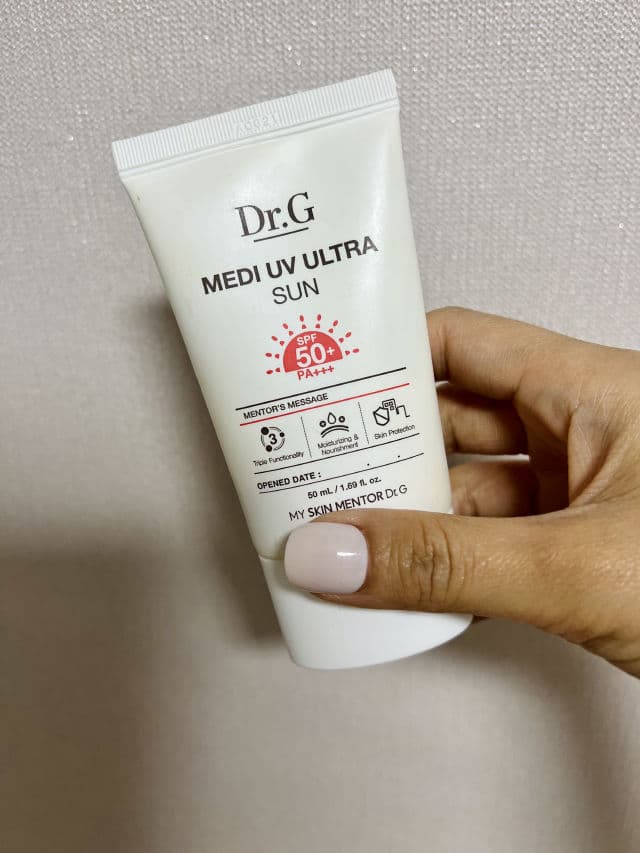 Dr.G
MEDI UV ULTRA
SUN
SPF
50+
PA+++
MENTOR'S MESSAGE
3
Triple Functionality
Moisturizing &
Nourishment
Skin Protection
OPENED DATE : . .
50 mL / 1.69 fl. oz.
MY SKIN MENTOR Dr.G